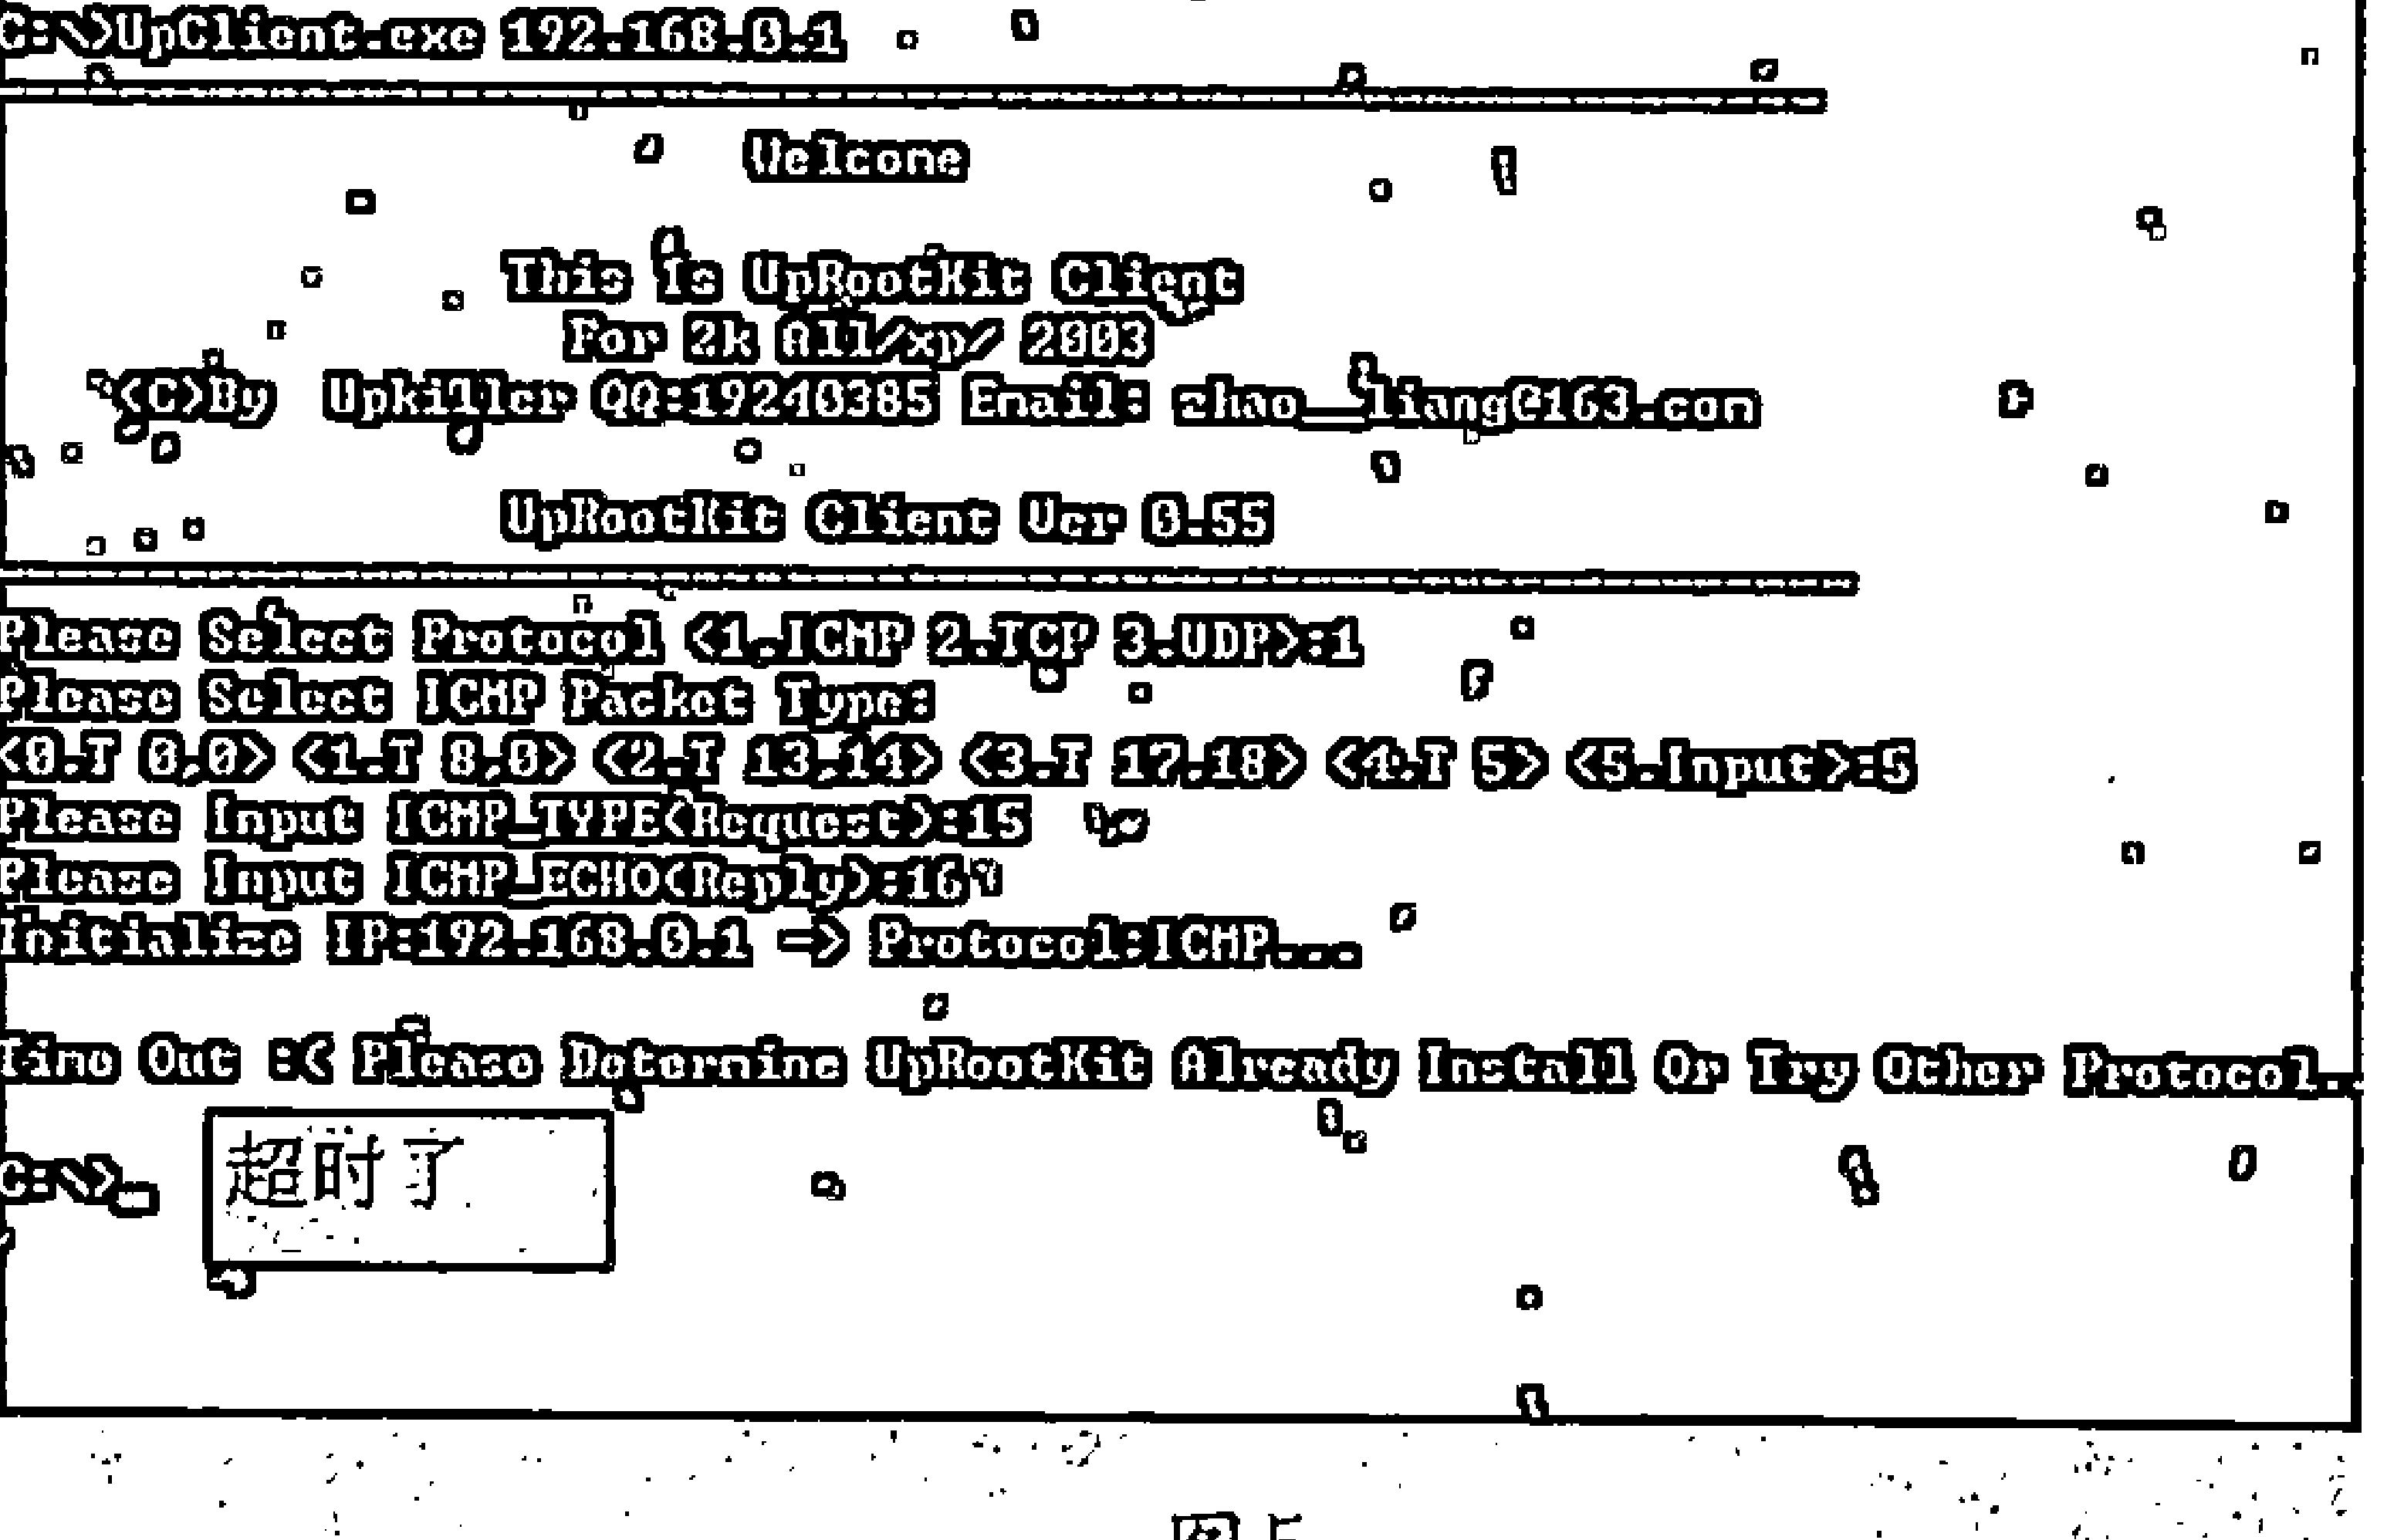 C:\>UpClient.exe 192.168.0.1
Welcome
This Is UpRootKit Client
For 2k All/xp/ 2003
<C>By Upkiller QQ:19240385 Email: zhao__liang@163.com
UpRootKit Client Ver 0.55
Please Select Protocol <1.ICMP 2.TCP 3.UDP>:1
Please Select ICMP Packet Type:
<0.T 0,0> <1.T 8,0> <2.T 13,14> <3.T 17,18> <4.T 5> <5.Input>:5
Please Input ICMP_TYPE<Request>:15
Please Input ICMP_ECHO<Reply>:16
Initialize IP:192.168.0.1 => Protocol:ICMP...
Time Out :< Please Determine UpRootKit Already Install Or Try Other Protocol..
C:\>_
超时了